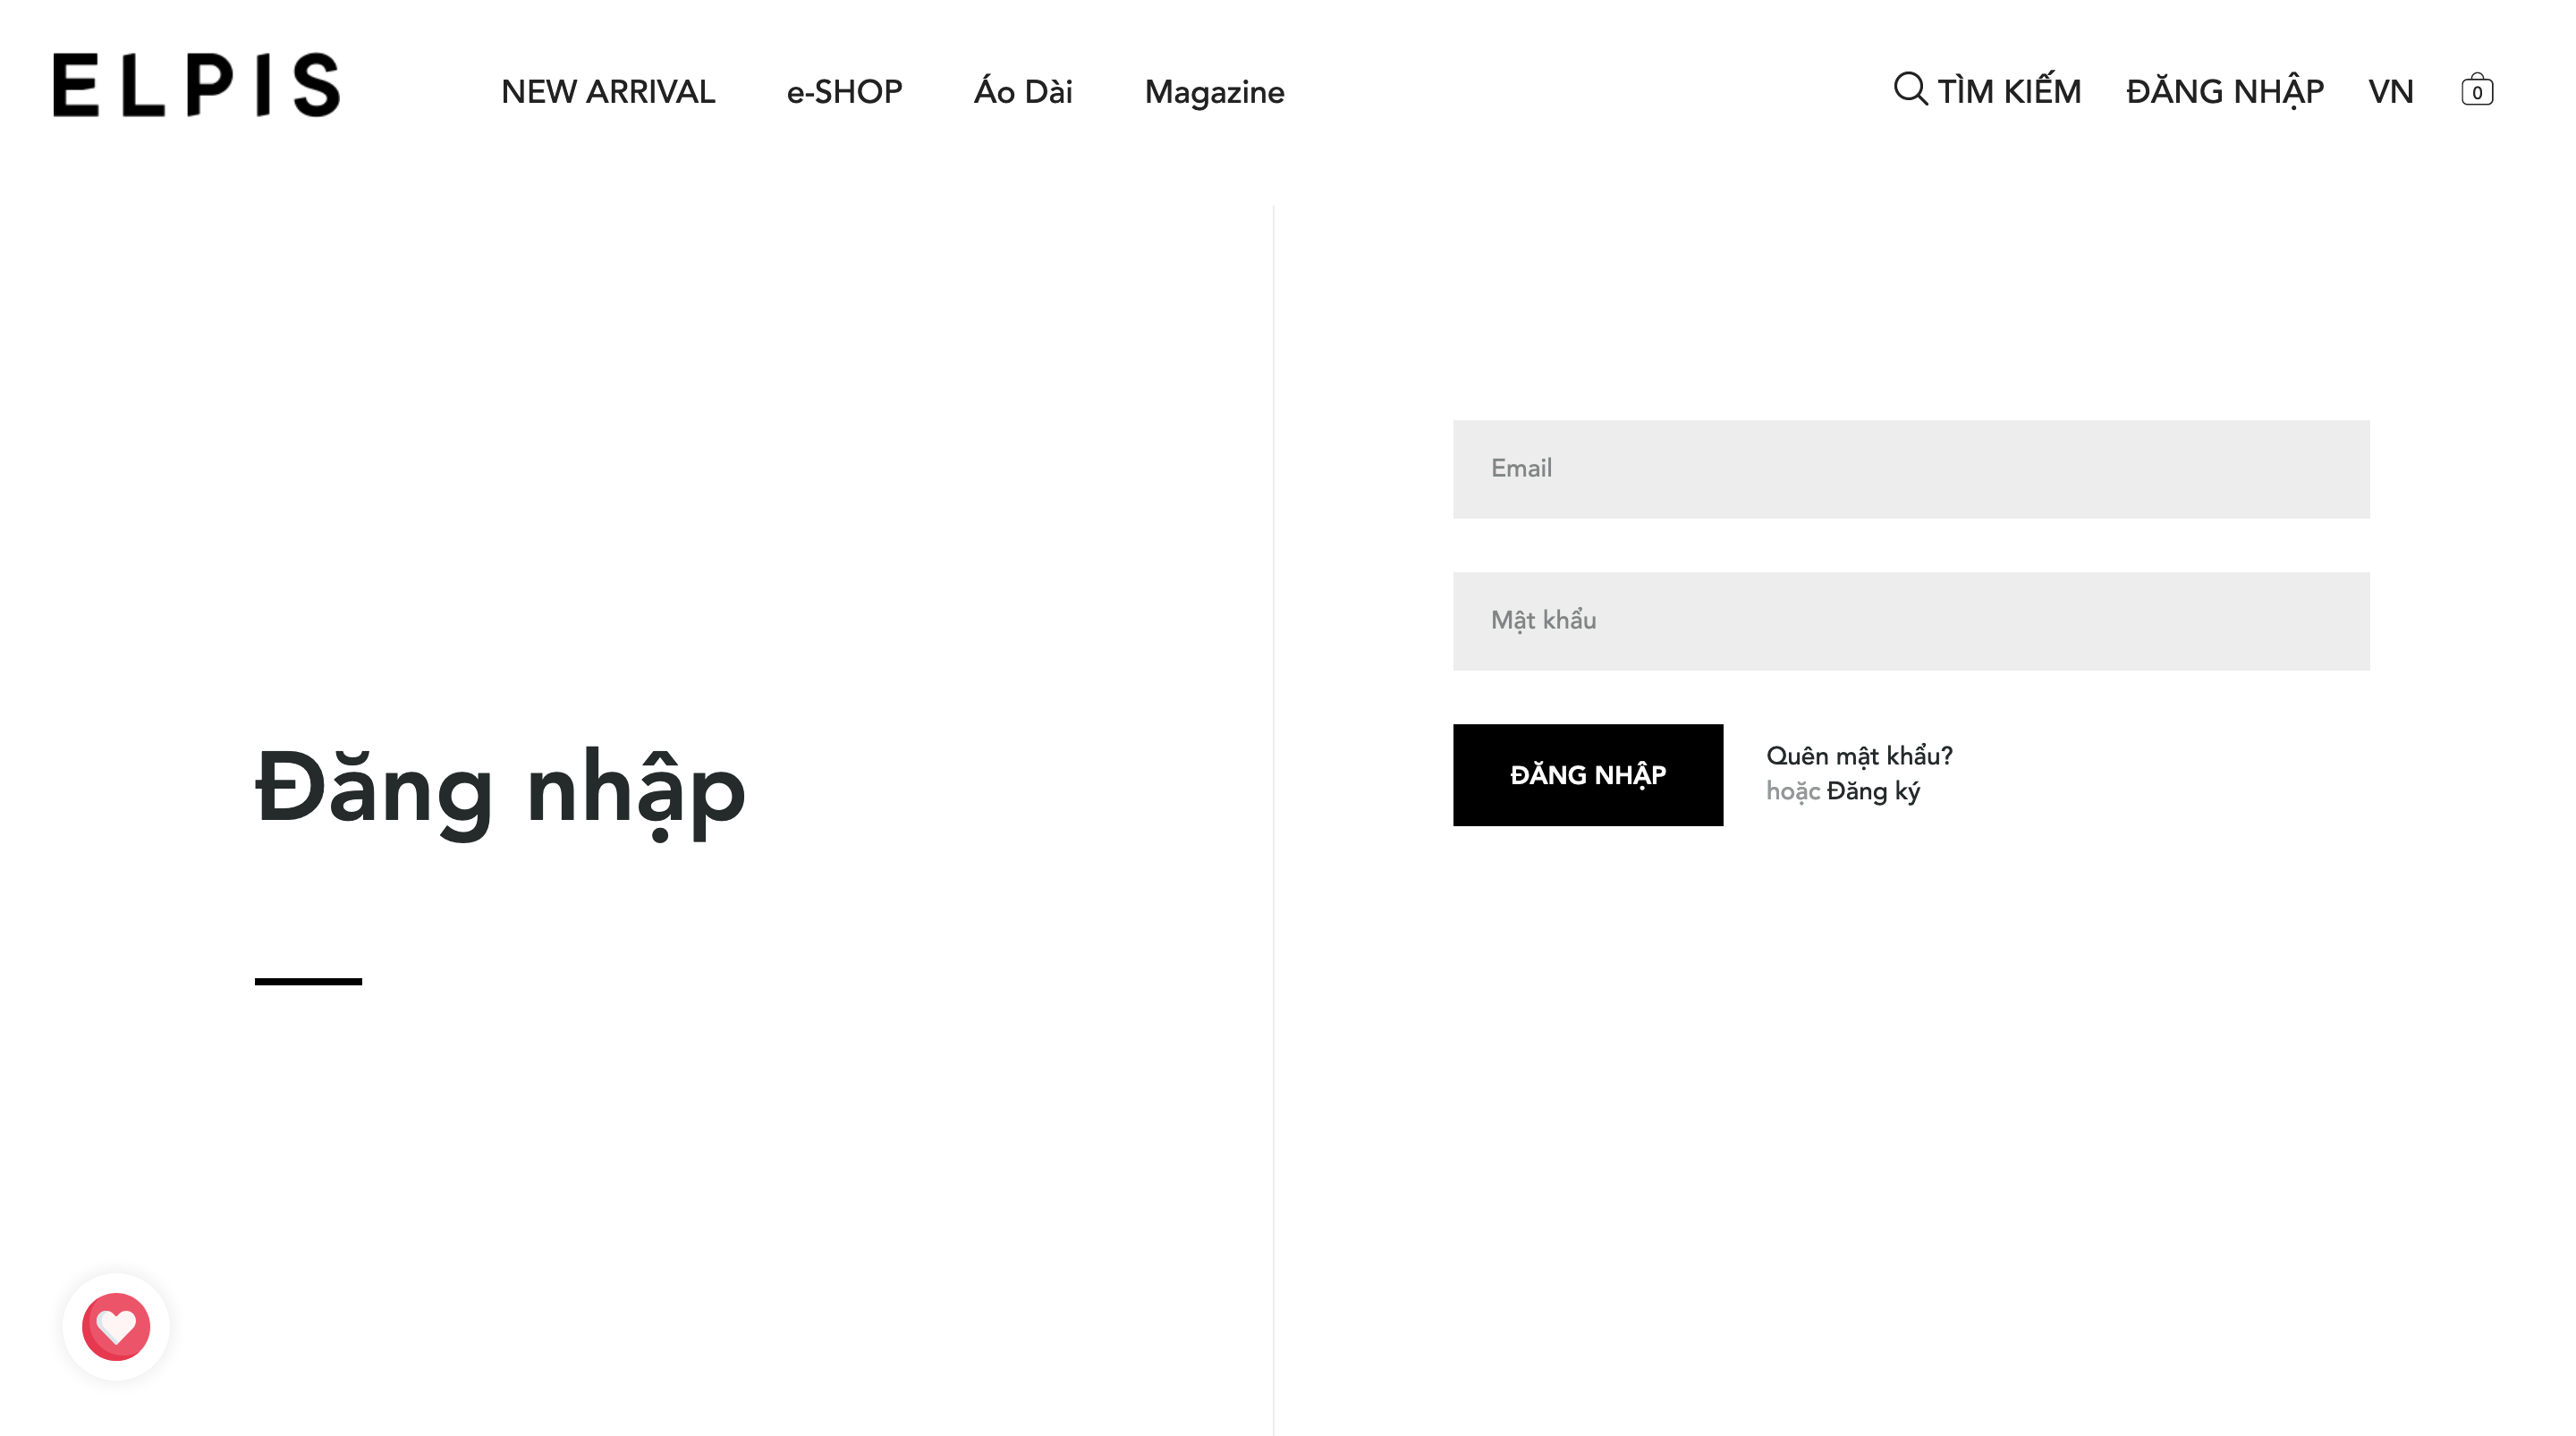 ELPIS
NEW ARRIVAL e-SHOP Áo Dài Magazine
TÌM KIẾM ĐĂNG NHẬP VN 0
Đăng nhập
Email
Mật khẩu
ĐĂNG NHẬP
Quên mật khẩu?
hoặc Đăng ký